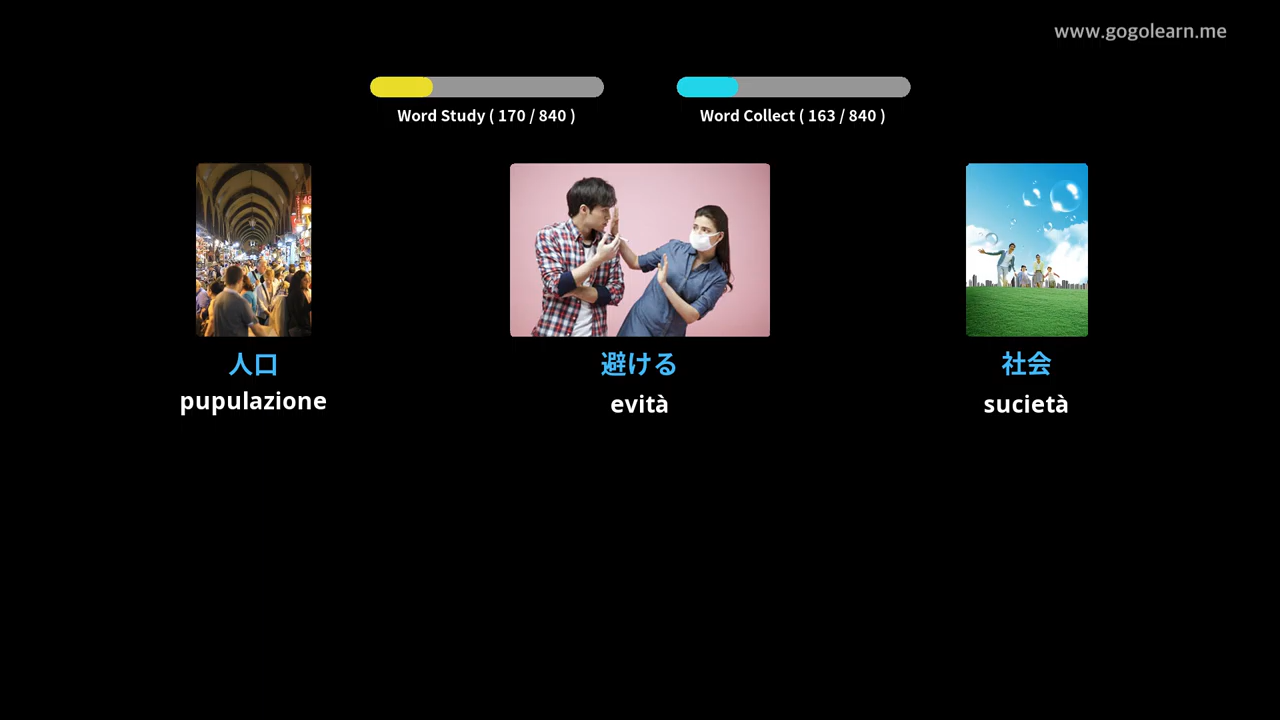 www.gogolearn.me
Word Study ( 170 / 840 )
Word Collect ( 163 / 840 )
人口
避ける
社会
pupulazione
evità
sucietà